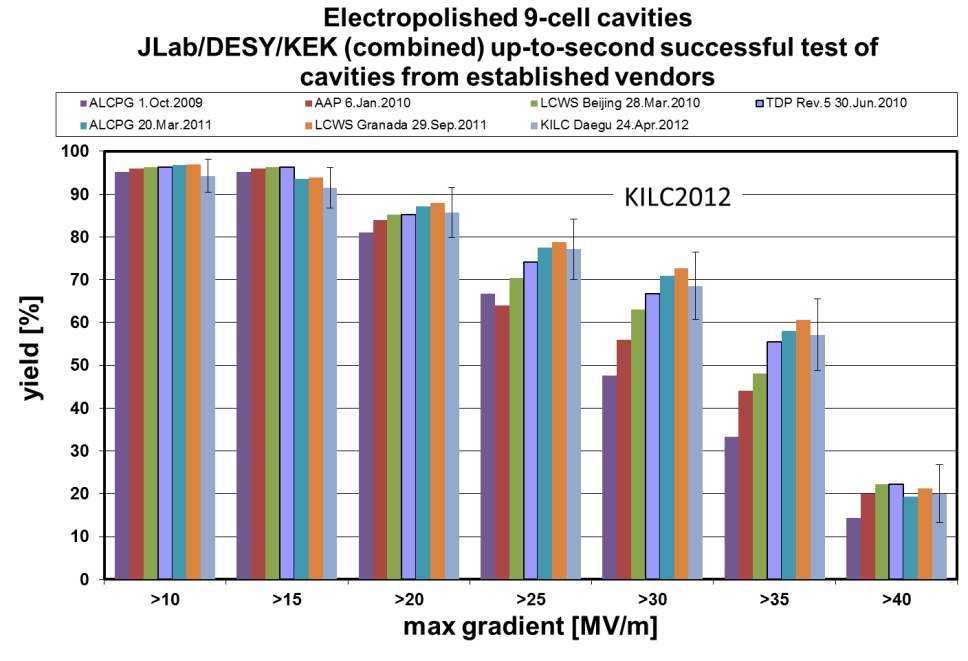 Electropolished 9-cell cavities
JLab/DESY/KEK (combined) up-to-second successful test of
cavities from established vendors
ALCPG 1.Oct.2009 AAP 6.Jan.2010 LCWS Beijing 28.Mar.2010 TDP Rev.5 30.Jun.2010
ALCPG 20.Mar.2011 LCWS Granada 29.Sep.2011 KILC Daegu 24.Apr.2012
100
90
80
70
60
50
40
30
20
10
0
yield [%]
KILC2012
>10 >15 >20 >25 >30 >35 >40
max gradient [MV/m]